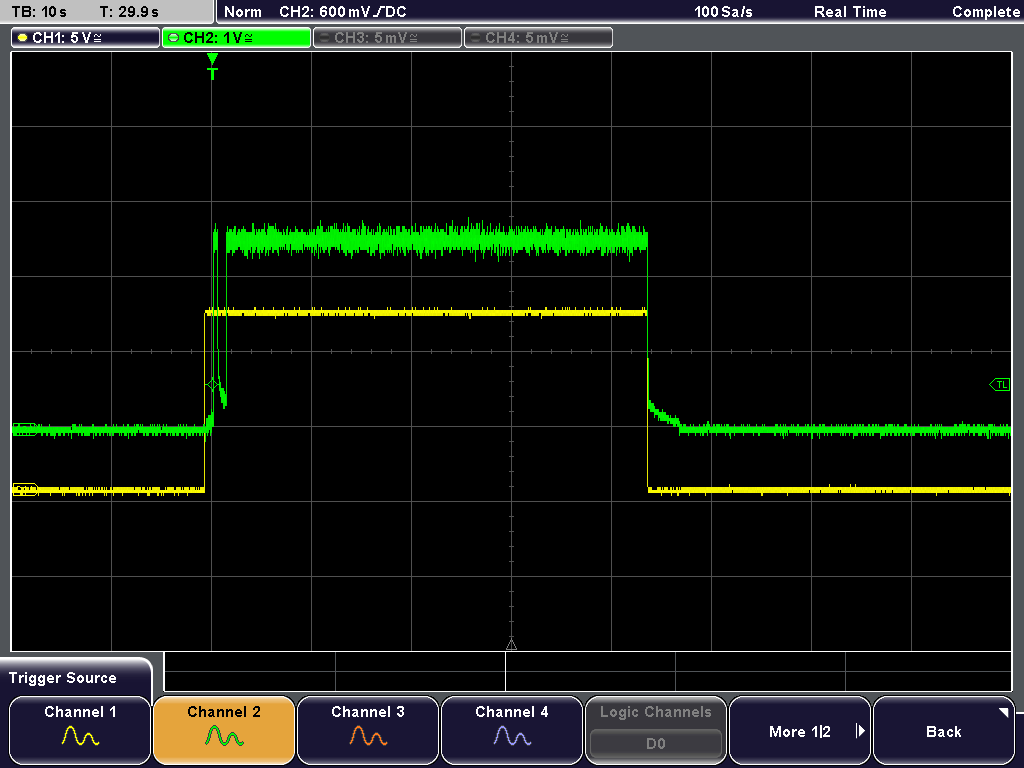 TB: 10 s T: 29.9 s Norm CH2: 600 mV DC 100 Sa/s Real Time Complete
CH1: 5 V≅ CH2: 1V≅ CH3: 5 mV≅ CH4: 5 mV≅
T
TL
Trigger Source
Channel 1 Channel 2 Channel 3 Channel 4 Logic Channels
D0
More 1|2
Back